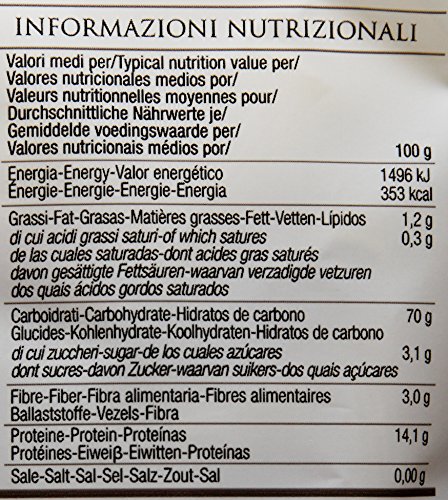 INFORMAZIONI NUTRIZIONALI
Valori medi per/Typical nutrition value per/
Valores nutricionales medios por/
Valeurs nutritionnelles moyennes pour/
Durchschnittliche Nährwerte je/
Gemiddelde voedingswaarde per/
Valores nutricionais médios por/ 100 g
Energia-Energy-Valor energético 1496 kJ
Énergie-Energie-Energie-Energia 353 kcal
Grassi-Fat-Grasas-Matières grasses-Fett-Vetten-Lípidos 1,2 g
di cui acidi grassi saturi-of which satures 0,3 g
de las cuales saturadas-dont acides gras saturés
davon gesättigte Fettsäuren-waarvan verzadigde vetzuren
dos quais ácidos gordos saturados
Carboidrati-Carbohydrate-Hidratos de carbono 70 g
Glucides-Kohlenhydrate-Koolhydraten-Hidratos de carbono
di cui zuccheri-sugar-de los cuales azúcares 3,1 g
dont sucres-davon Zucker-waarvan suikers-dos quais açúcares
Fibre-Fiber-Fibra alimentaria-Fibres alimentaires 3,0 g
Ballaststoffe-Vezels-Fibra
Proteine-Protein-Proteínas 14,1 g
Protéines-Eiweiβ-Eiwitten-Proteínas
Sale-Salt-Sal-Sel-Salz-Zout-Sal 0,00 g